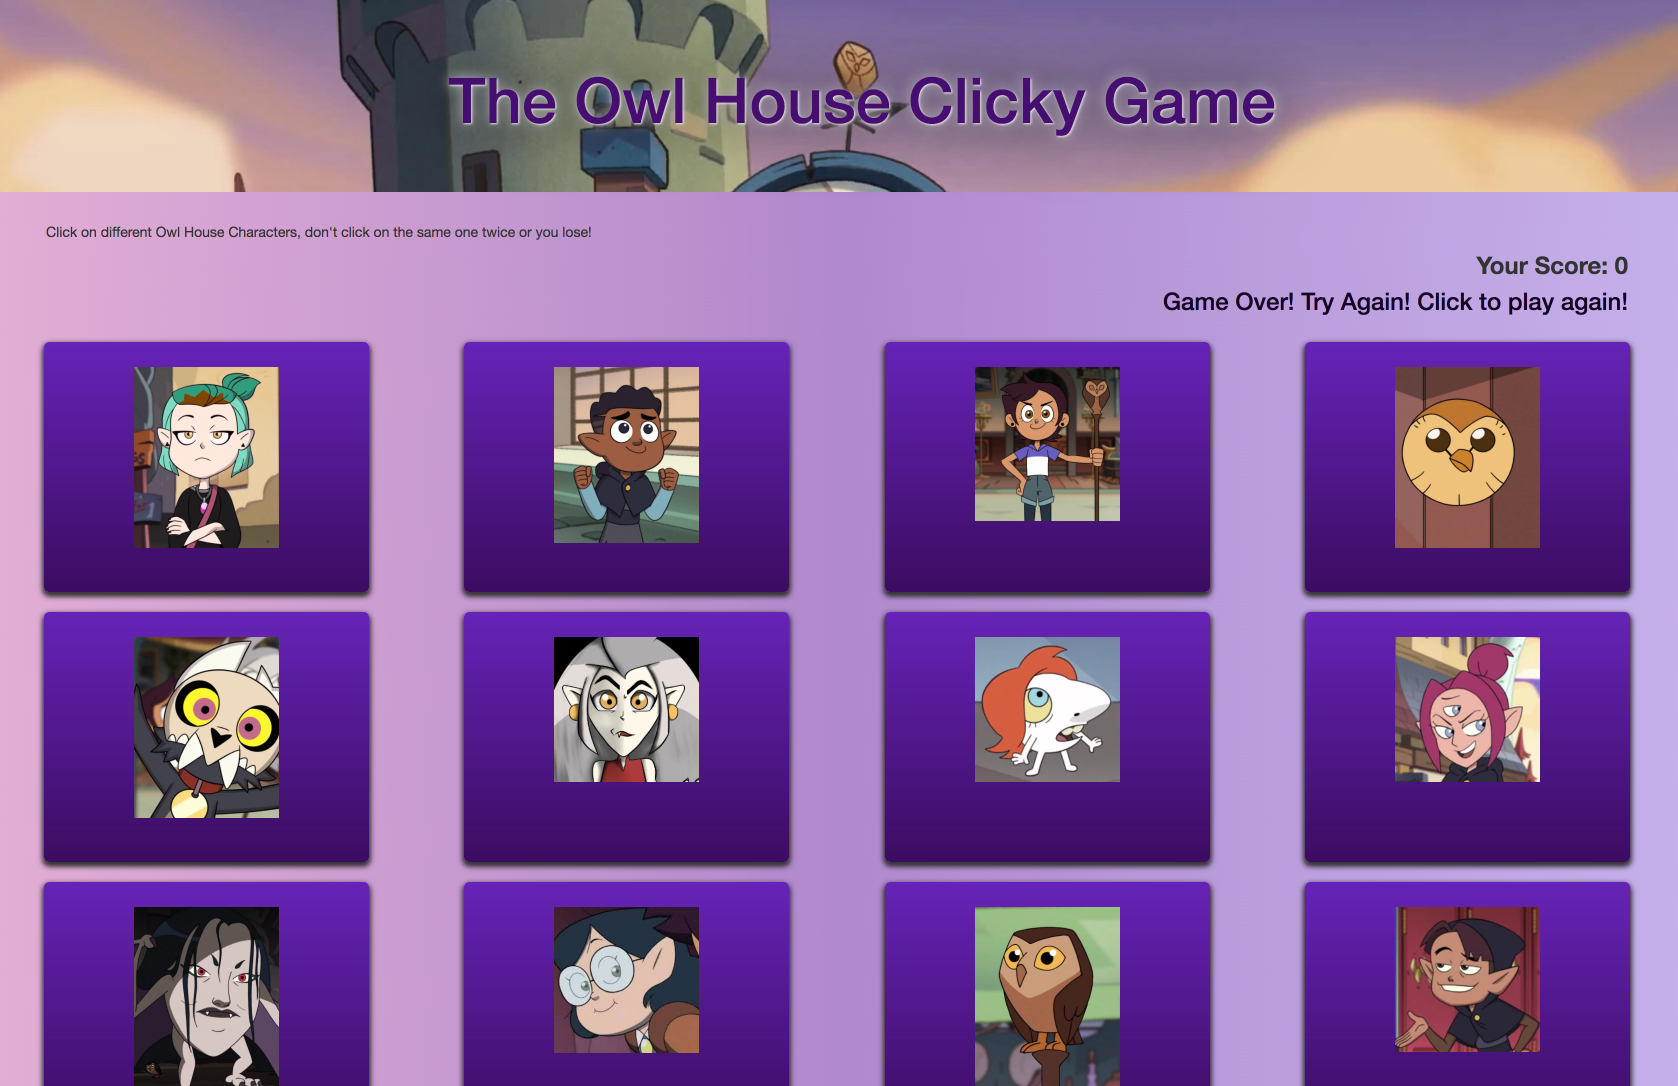 The Owl House Clicky Game
Click on different Owl House Characters, don't click on the same one twice or you lose!
Your Score: 0
Game Over! Try Again! Click to play again!